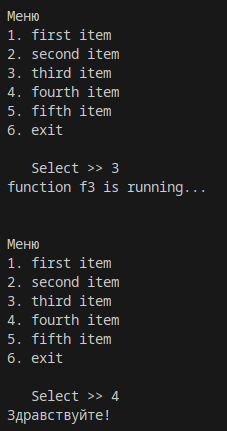 Меню
1. first item
2. second item
3. third item
4. fourth item
5. fifth item
6. exit
Select >> 3
function f3 is running...
Меню
1. first item
2. second item
3. third item
4. fourth item
5. fifth item
6. exit
Select >> 4
Здравствуйте!